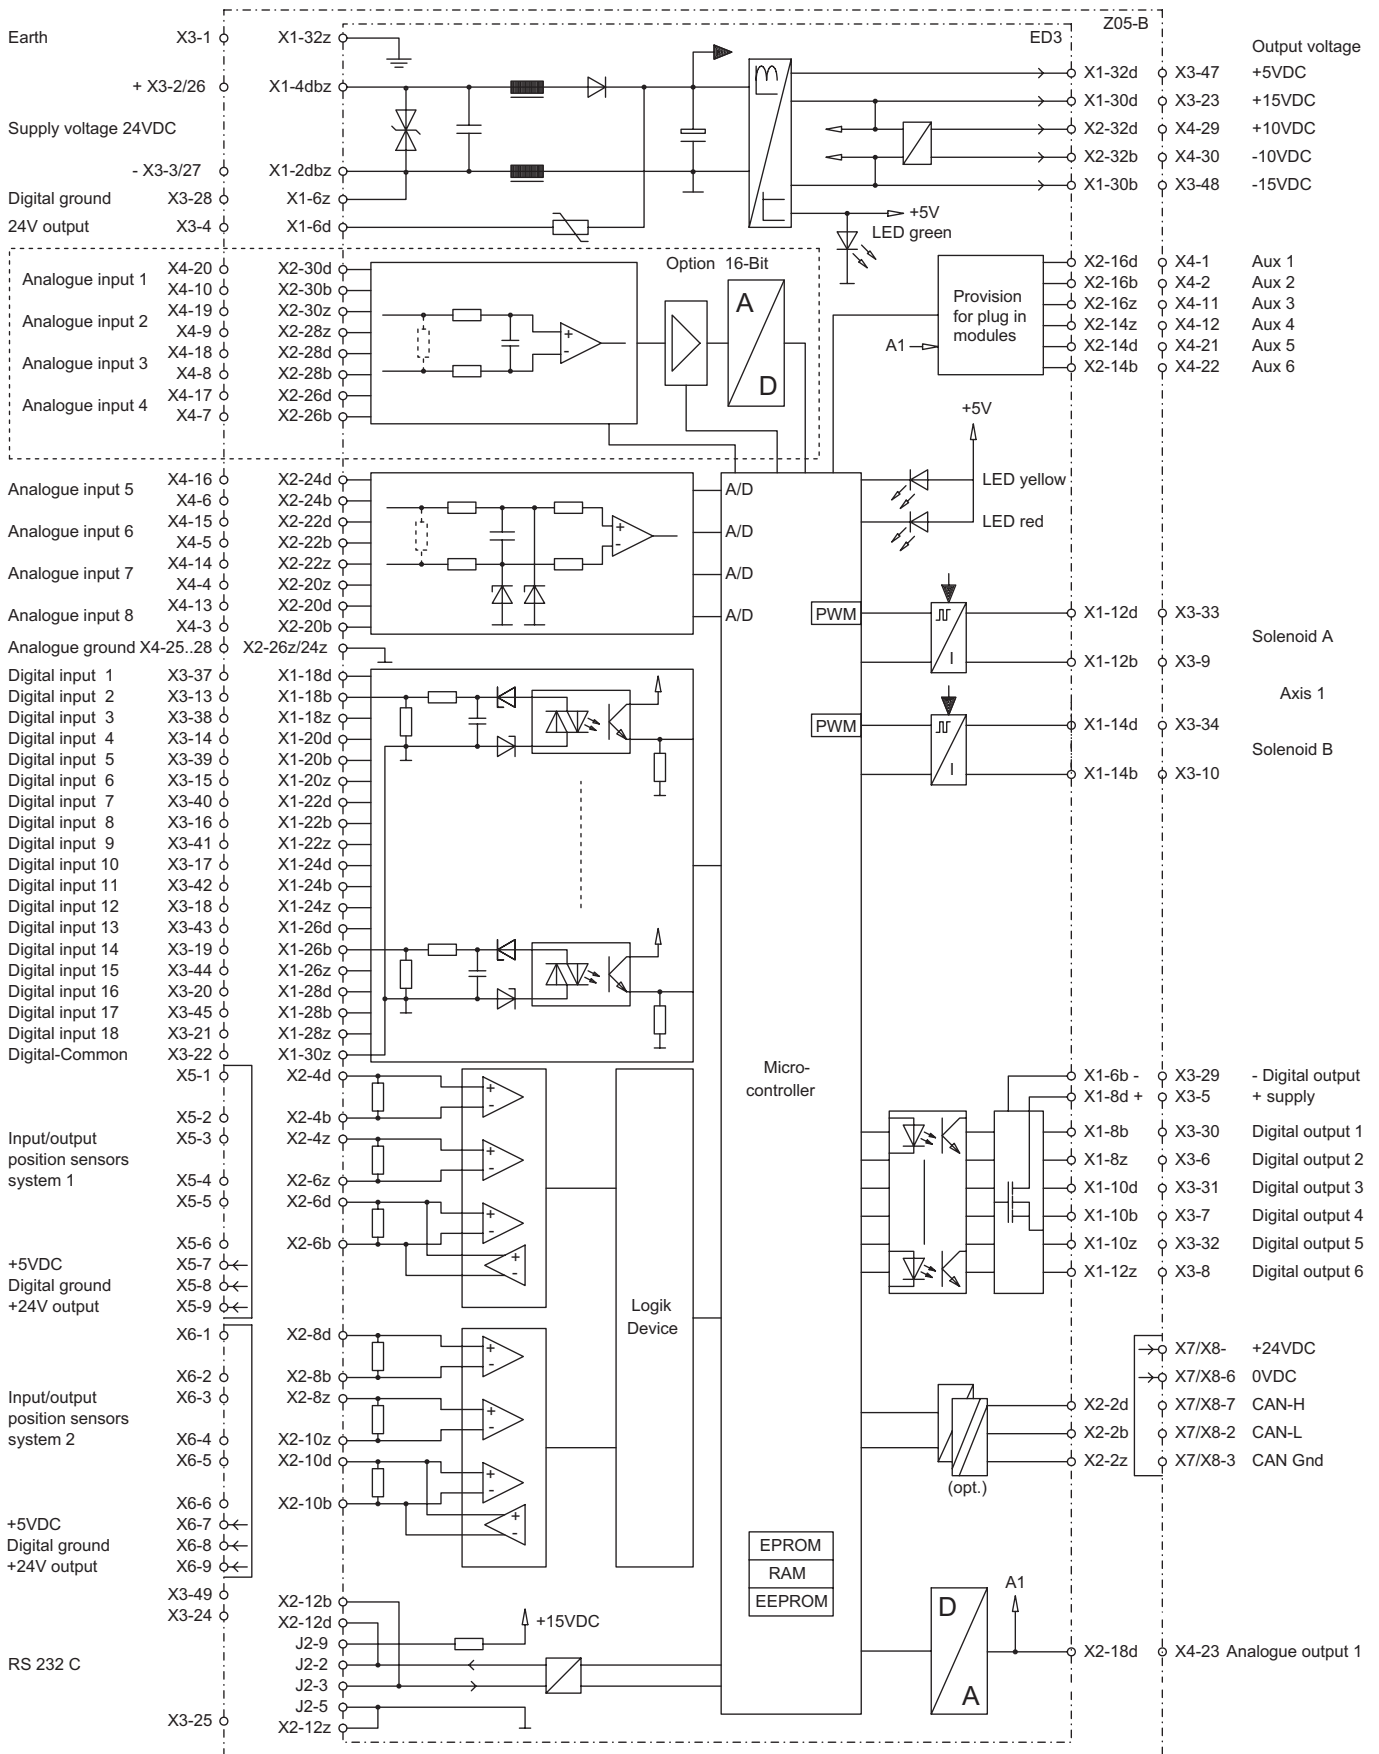 Z05-B
Earth X3-1 X1-32z ED3
Output voltage
+ X3-2/26 X1-4dbz X1-32d X3-47 +5VDC
X1-30d X3-23 +15VDC
Supply voltage 24VDC X2-32d X4-29 +10VDC
X2-32b X4-30 -10VDC
- X3-3/27 X1-2dbz
X1-30b X3-48 -15VDC
Digital ground X3-28 X1-6z
+5V
24V output X3-4 X1-6d
LED green
Option 16-Bit
Analogue input 1 X4-20 X2-30d
X4-10 X2-30b
Analogue input 2 X4-19 X2-30z
X4-9 X2-28z
Analogue input 3 X4-18 X2-28d
X4-8 X2-28b
Analogue input 4 X4-17 X2-26d
X4-7 X2-26b
+
-
A
D
Provision
for plug in
modules
A1
X2-16d X4-1 Aux 1
X2-16b X4-2 Aux 2
X2-16z X4-11 Aux 3
X2-14z X4-12 Aux 4
X2-14d X4-21 Aux 5
X2-14b X4-22 Aux 6
+5V
LED yellow
LED red
Analogue input 5 X4-16 X2-24d A/D
X4-6 X2-24b
Analogue input 6 X4-15 X2-22d A/D
X4-5 X2-22b
Analogue input 7 X4-14 X2-22z A/D
X4-4 X2-20z
Analogue input 8 X4-13 X2-20d A/D
X4-3 X2-20b
+
-
Analogue ground X4-25..28 X2-26z/24z
PWM I X1-12d X3-33
Solenoid A
X1-12b X3-9
Axis 1
PWM I X1-14d X3-34
Solenoid B
X1-14b X3-10
Digital input 1 X3-37 X1-18d
Digital input 2 X3-13 X1-18b
Digital input 3 X3-38 X1-18z
Digital input 4 X3-14 X1-20d
Digital input 5 X3-39 X1-20b
Digital input 6 X3-15 X1-20z
Digital input 7 X3-40 X1-22d
Digital input 8 X3-16 X1-22b
Digital input 9 X3-41 X1-22z
Digital input 10 X3-17 X1-24d
Digital input 11 X3-42 X1-24b
Digital input 12 X3-18 X1-24z
Digital input 13 X3-43 X1-26d
Digital input 14 X3-19 X1-26b
Digital input 15 X3-44 X1-26z
Digital input 16 X3-20 X1-28d
Digital input 17 X3-45 X1-28b
Digital input 18 X3-21 X1-28z
Digital-Common X3-22 X1-30z
Micro-
controller
X5-1 X2-4d + -
X5-2 X2-4b
Input/output
position sensors
system 1
X5-3 X2-4z + -
X5-4 X2-6z
X5-5 X2-6d + -
X5-6 X2-6b + -
+5VDC X5-7
Digital ground X5-8
+24V output X5-9
Logik
Device
X1-6b - X3-29 - Digital output
X1-8d + X3-5 + supply
X1-8b X3-30 Digital output 1
X1-8z X3-6 Digital output 2
X1-10d X3-31 Digital output 3
X1-10b X3-7 Digital output 4
X1-10z X3-32 Digital output 5
X1-12z X3-8 Digital output 6
X6-1 X2-8d + -
X6-2 X2-8b
Input/output
position sensors
system 2
X6-3 X2-8z + -
X6-4 X2-10z
X6-5 X2-10d + -
X6-6 X2-10b + -
+5VDC X6-7
Digital ground X6-8
+24V output X6-9
X7/X8- +24VDC
X7/X8-6 0VDC
X2-2d X7/X8-7 CAN-H
X2-2b X7/X8-2 CAN-L
X2-2z X7/X8-3 CAN Gnd
(opt.)
EPROM
RAM
EEPROM
X3-49 X2-12b
X3-24 X2-12d
+15VDC
J2-9
RS 232 C J2-2
J2-3
J2-5
X3-25 X2-12z
D
A
A1
X2-18d X4-23 Analogue output 1